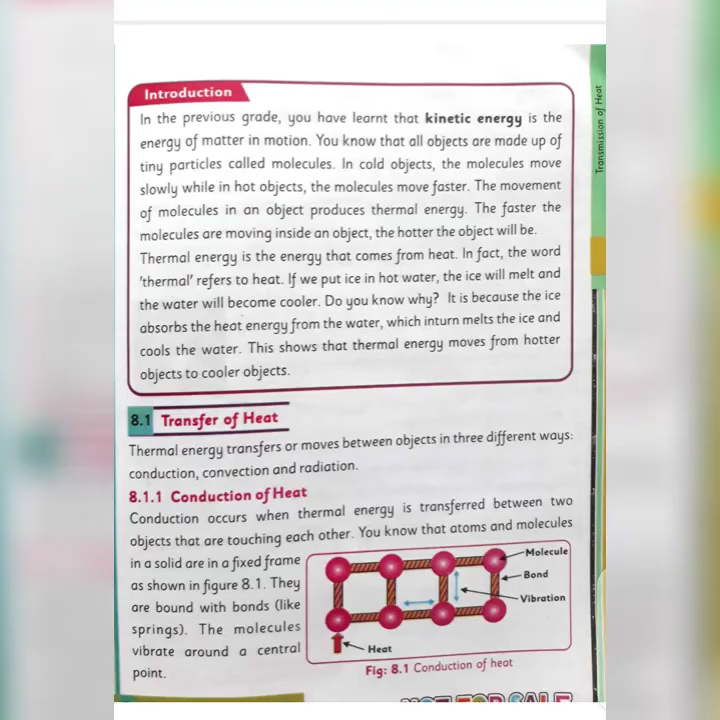 Introduction
In the previous grade, you have learnt that kinetic energy is the
energy of matter in motion. You know that all objects are made up of
tiny particles called molecules. In cold objects, the molecules move
slowly while in hot objects, the molecules move faster. The movement
of molecules in an object produces thermal energy. The faster the
molecules are moving inside an object, the hotter the object will be.
Thermal energy is the energy that comes from heat. In fact, the word
'thermal' refers to heat. If we put ice in hot water, the ice will melt and
the water will become cooler. Do you know why? It is because the ice
absorbs the heat energy from the water, which inturn melts the ice and
cools the water. This shows that thermal energy moves from hotter
objects to cooler objects.
Transmission of Heat
8.1 Transfer of Heat
Thermal energy transfers or moves between objects in three different ways:
conduction, convection and radiation.
8.1.1 Conduction of Heat
Conduction occurs when thermal energy is transferred between two
objects that are touching each other. You know that atoms and molecules
in a solid are in a fixed frame
as shown in figure 8.1. They
are bound with bonds (like
springs). The molecules
vibrate around a central
point.
Molecule
Bond
Vibration
Heat
Fig: 8.1 Conduction of heat
NOT FOR SALE